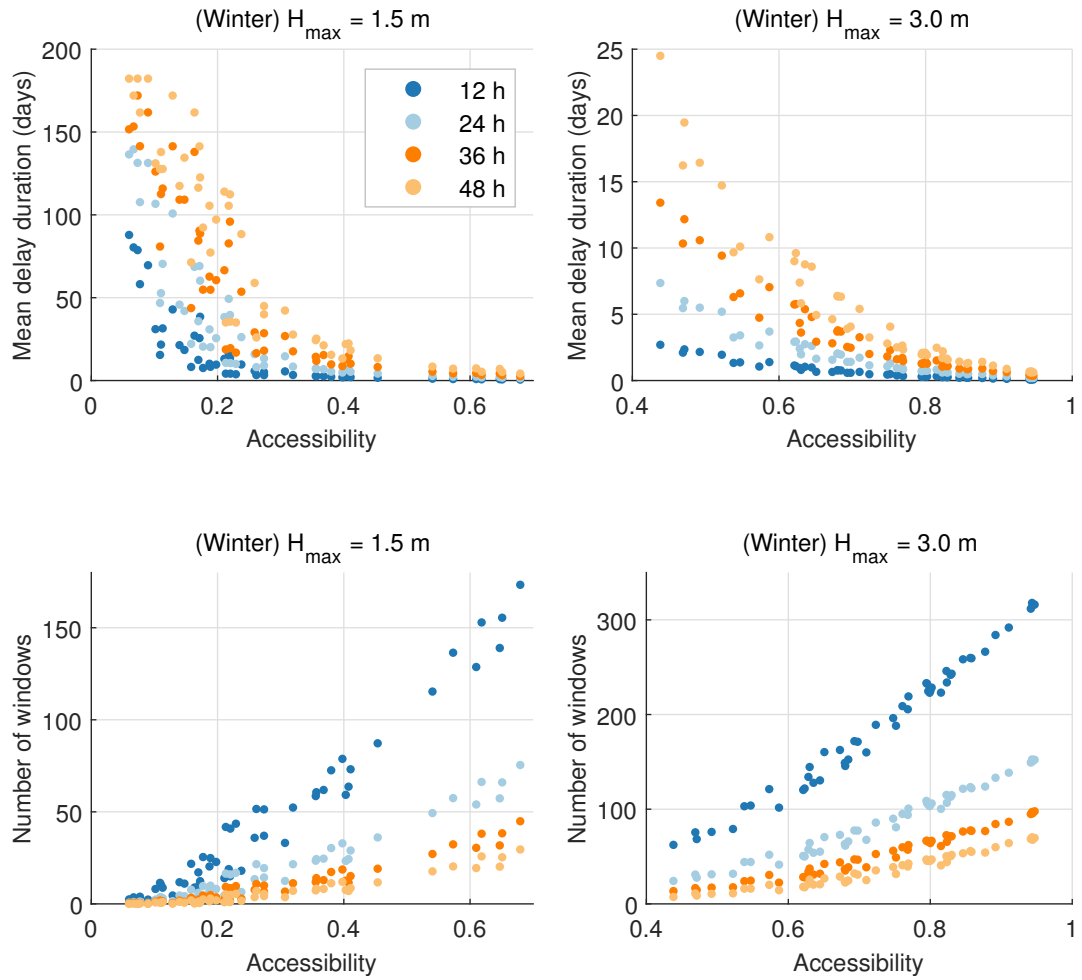 (Winter) Hmax = 1.5 m
Mean delay duration (days)
200
150
100
50
0
0
0.2
0.4
0.6
Accessibility
12 h
24 h
36 h
48 h
(Winter) Hmax = 3.0 m
Mean delay duration (days)
25
20
15
10
5
0
0.4
0.6
0.8
1
Accessibility
(Winter) Hmax = 1.5 m
Number of windows
150
100
50
0
0
0.2
0.4
0.6
Accessibility
(Winter) Hmax = 3.0 m
Number of windows
300
200
100
0
0.4
0.6
0.8
1
Accessibility